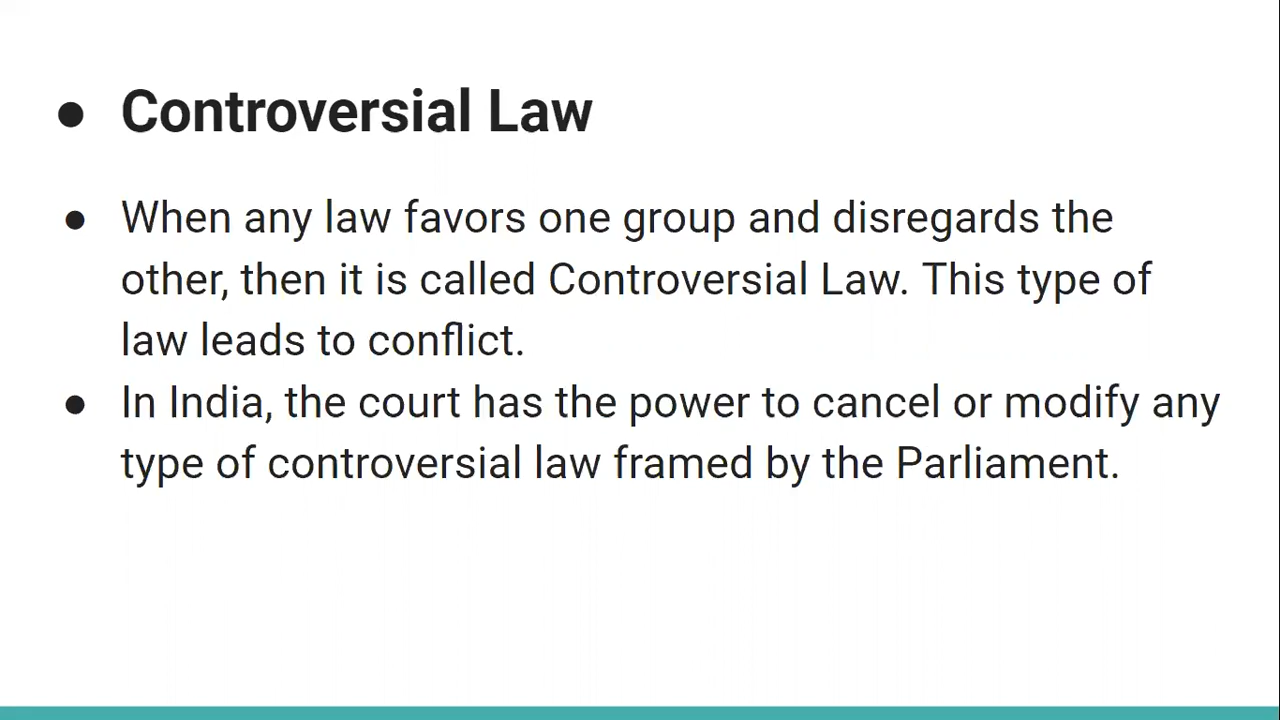 ● Controversial Law
● When any law favors one group and disregards the
other, then it is called Controversial Law. This type of
law leads to conflict.
● In India, the court has the power to cancel or modify any
type of controversial law framed by the Parliament.